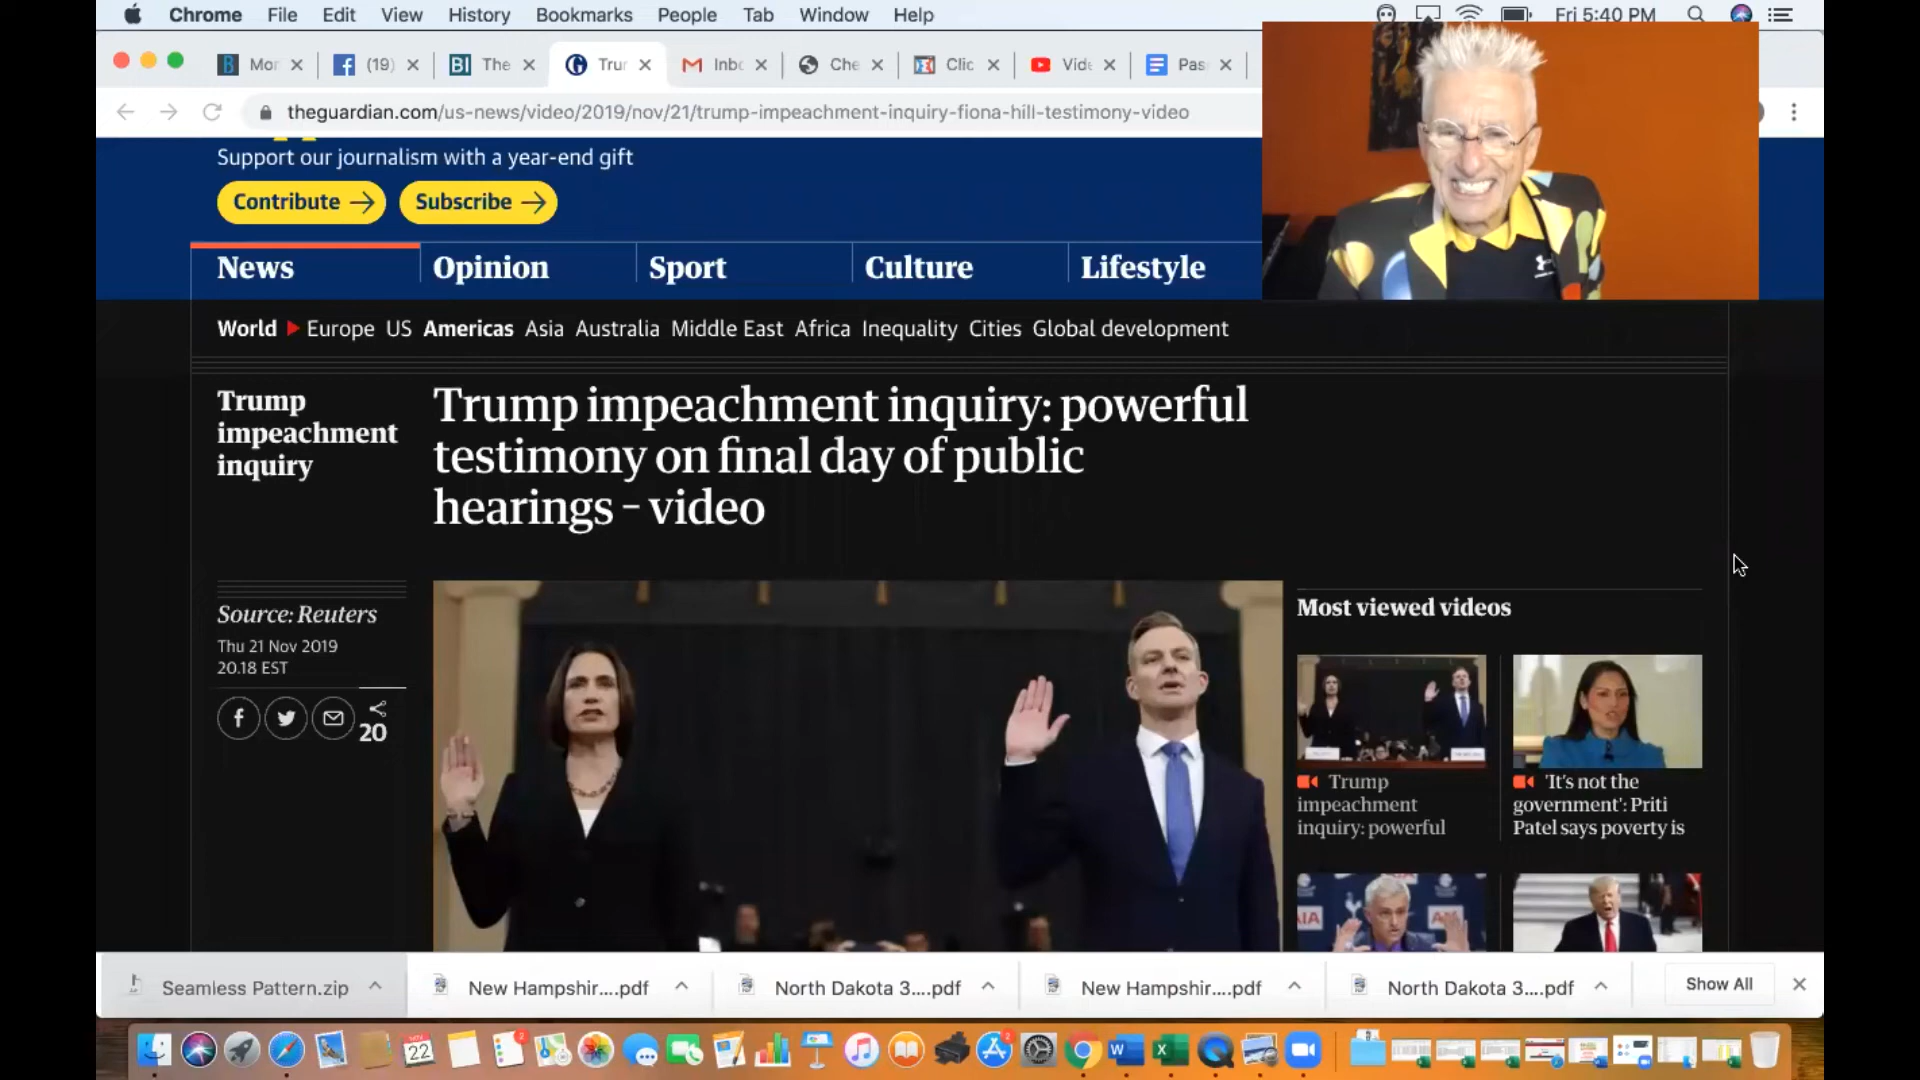 Chrome File Edit View History Bookmarks People Tab Window Help
Fri 5:40 PM
Mor
(19)
The
Trur
Inbc
Che
Clic
Vide
Pas
theguardian.com/us-news/video/2019/nov/21/trump-impeachment-inquiry-fiona-hill-testimony-video
Support our journalism with a year-end gift
Contribute → Subscribe →
News Opinion Sport Culture Lifestyle
World Europe US Americas Asia Australia Middle East Africa Inequality Cities Global development
Trump
impeachment
inquiry
Trump impeachment inquiry: powerful
testimony on final day of public
hearings – video
Source: Reuters
Thu 21 Nov 2019
20.18 EST
20
Most viewed videos
Trump
impeachment
inquiry: powerful
'It's not the
government': Priti
Patel says poverty is
Seamless Pattern.zip
New Hampshir....pdf
North Dakota 3....pdf
New Hampshir....pdf
North Dakota 3....pdf
Show All
NOV
22